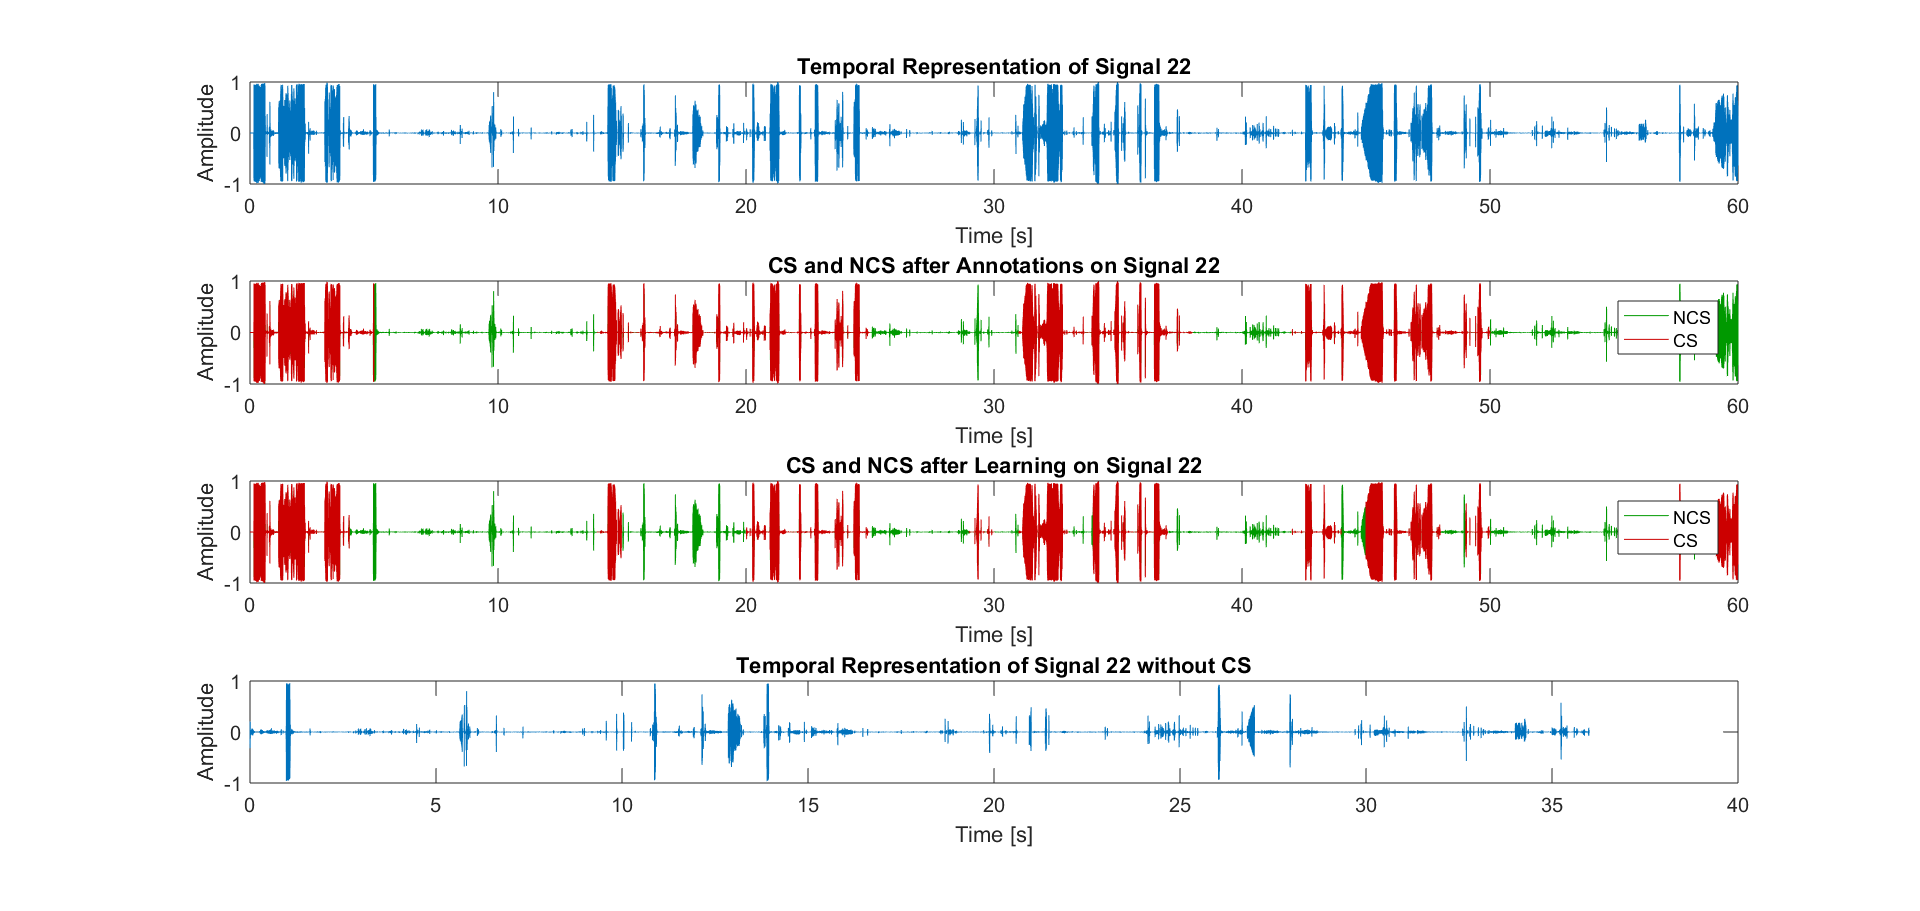 Temporal Representation of Signal 22
Amplitude
1
0
-1
0 10 20 30 40 50 60
Time [s]
CS and NCS after Annotations on Signal 22
Amplitude
1
0
-1
NCS
CS
0 10 20 30 40 50 60
Time [s]
CS and NCS after Learning on Signal 22
Amplitude
1
0
-1
NCS
CS
0 10 20 30 40 50 60
Time [s]
Temporal Representation of Signal 22 without CS
Amplitude
1
0
-1
0 5 10 15 20 25 30 35 40
Time [s]